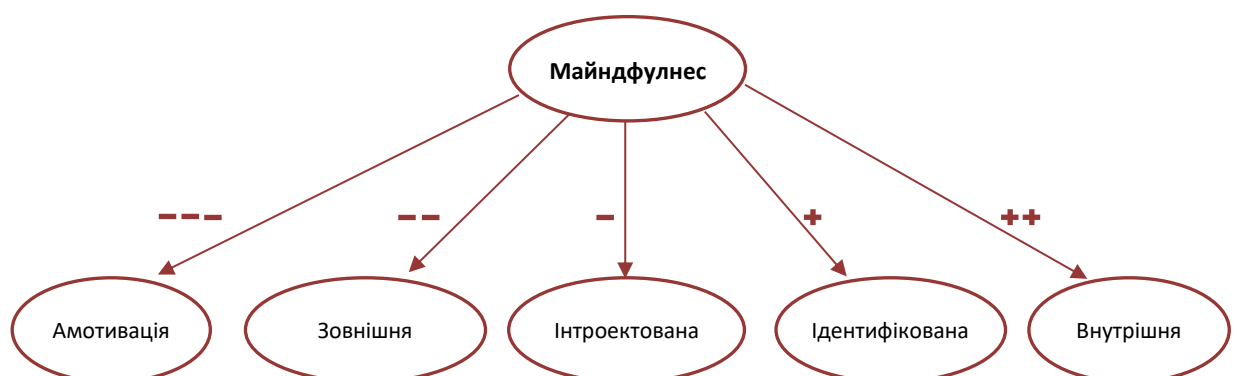 Майндфулнес
--- -- - + ++
Амотивація Зовнішня Інтроектована Ідентифікована Внутрішня